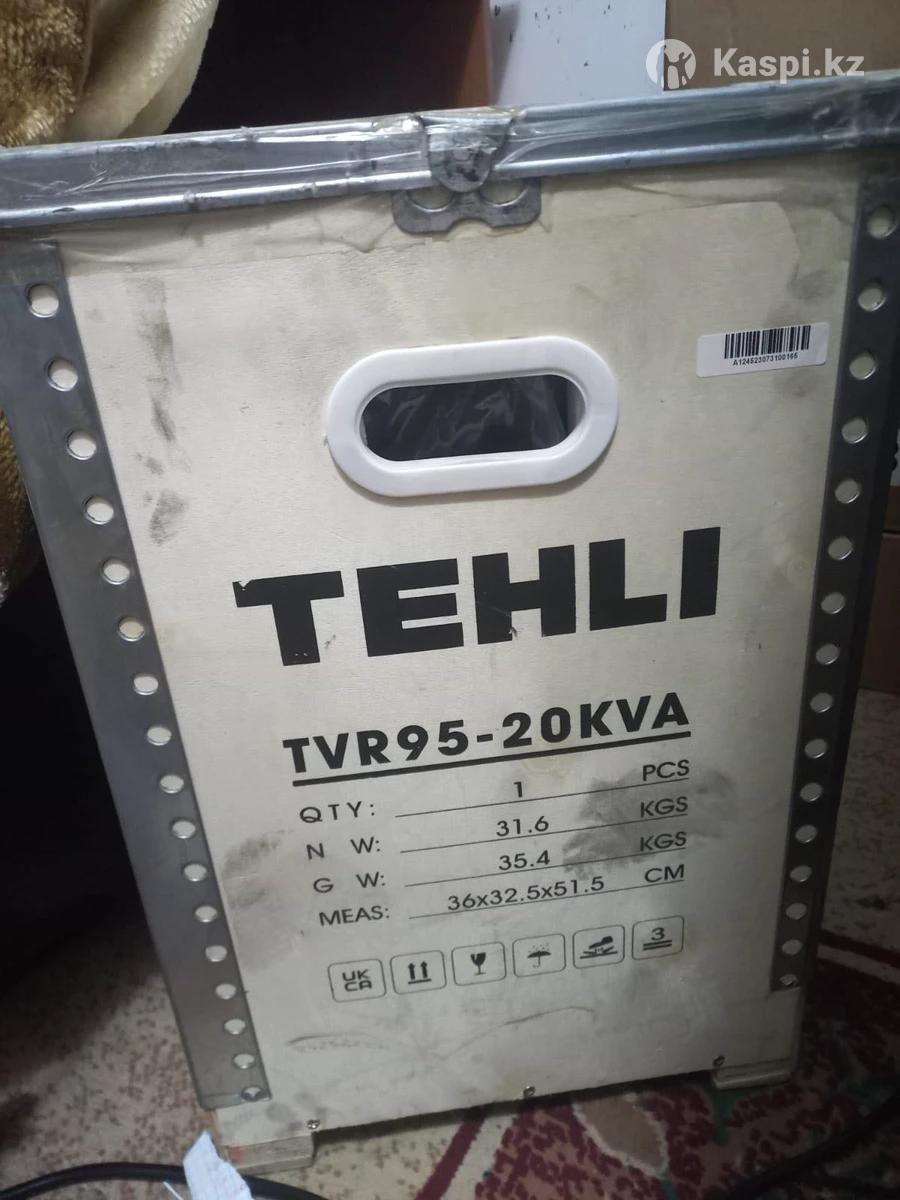 Kaspi.kz
A124523073100165
TEHLI
TVR95-20KVA
QTY: 1 PCS
N W: 31.6 KGS
G W: 35.4 KGS
MEAS: 36x32.5x51.5 CM
UK
CA
3